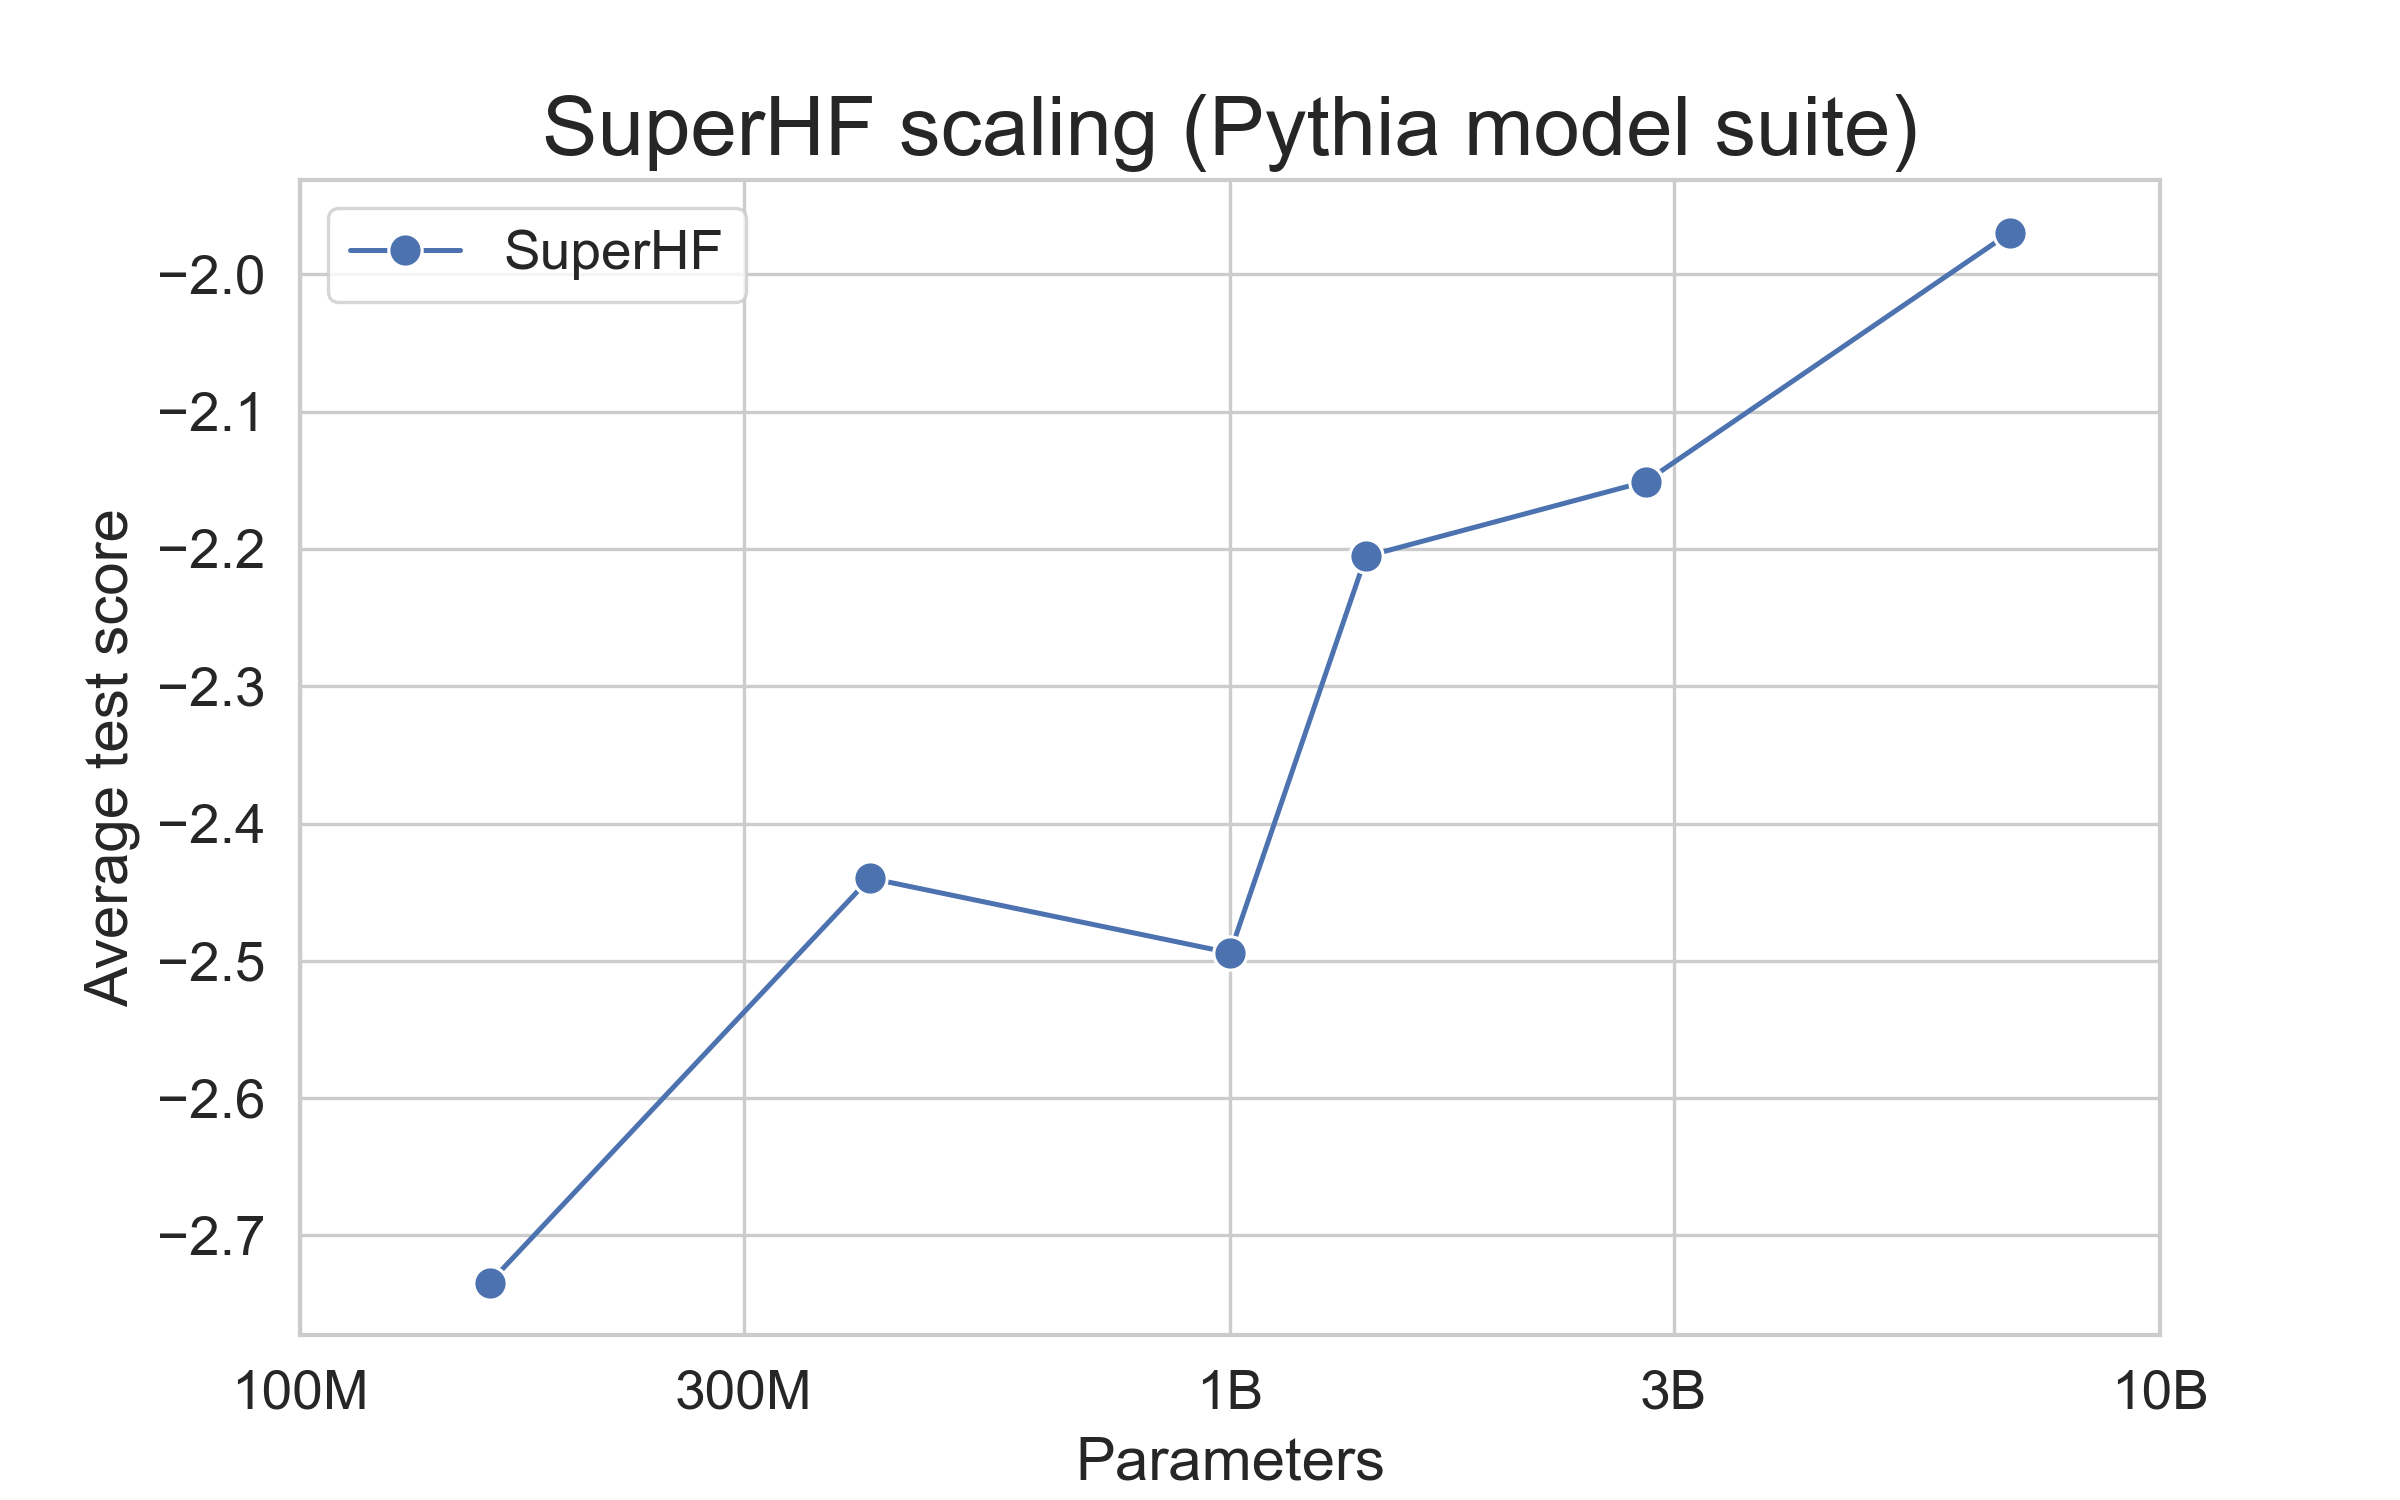 SuperHF scaling (Pythia model suite)
SuperHF
−2.0
−2.1
−2.2
−2.3
−2.4
−2.5
−2.6
−2.7
Average test score
100M
300M
1B
3B
10B
Parameters